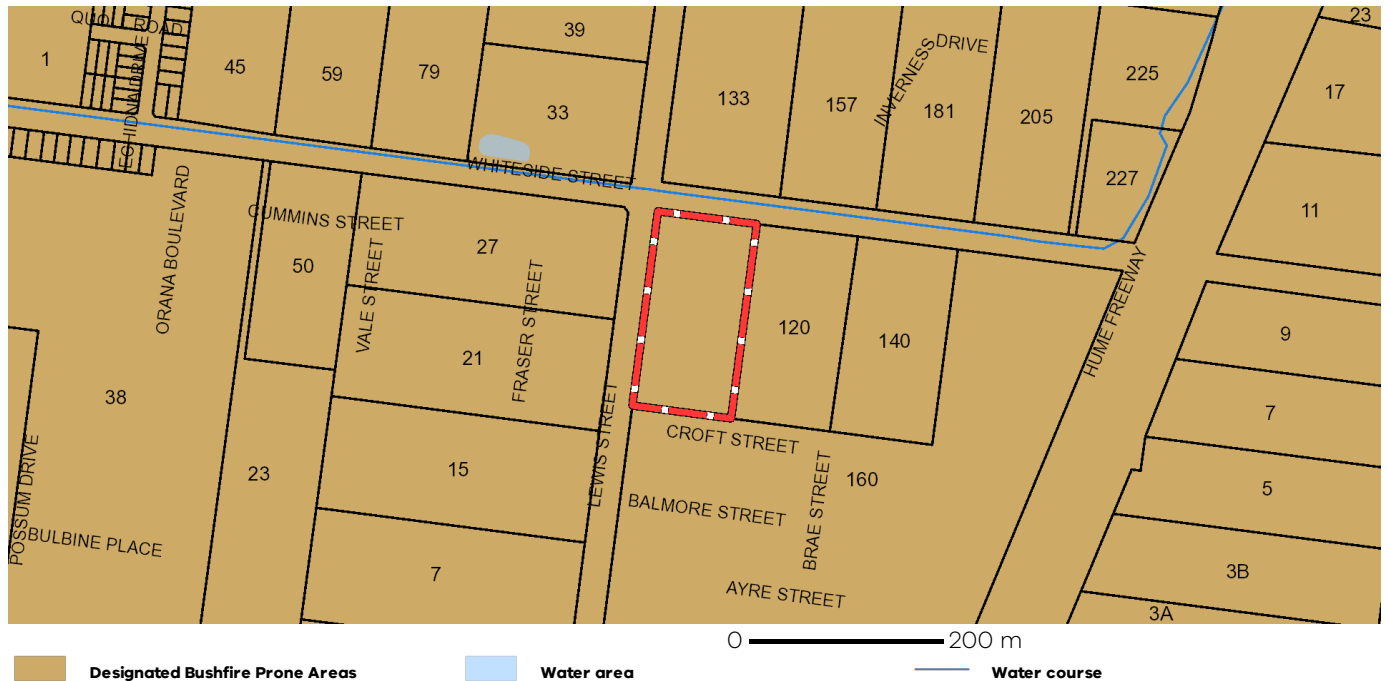 QUO ROAD
23
39
DRIVE
1
45
59
79
ECHIDNA DRIVE
INVERNESS
225
17
133
157
181
205
33
WHITESIDE STREET
227
ORANA BOULEVARD
GUMMINS STREET
11
50
27
VALE STREET
FRASER STREET
HUME FREEWAY
120
140
9
21
38
7
LEWIS STREET
CROFT STREET
POSSUM DRIVE
23
15
160
5
BALMORE STREET
BRAE STREET
BULBINE PLACE
7
3B
AYRE STREET
3A
0 200 m
Designated Bushfire Prone Areas
Water area
Water course